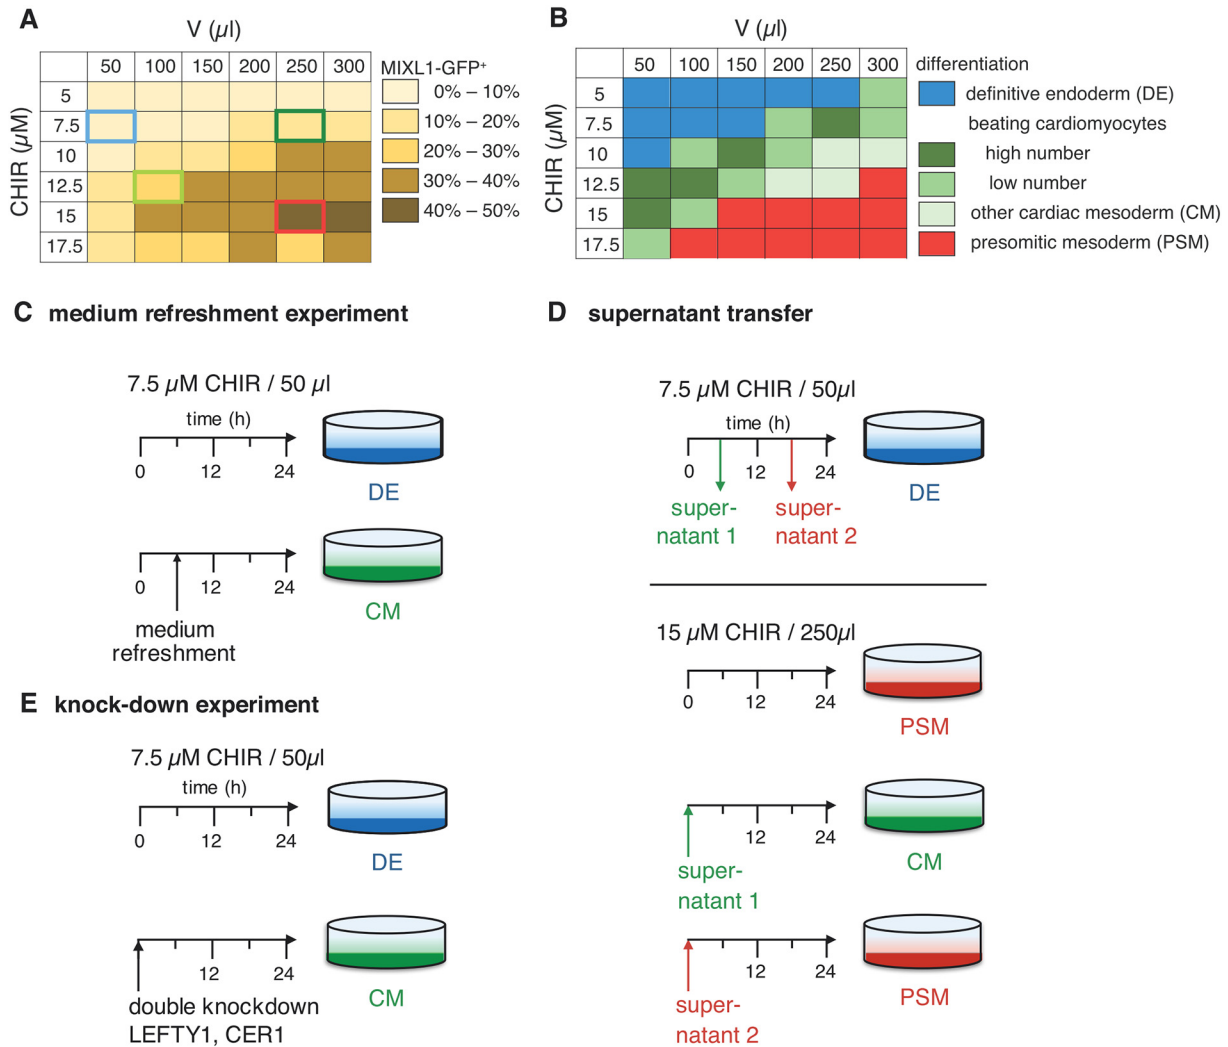 A
V (µl)
50 100 150 200 250 300
CHIR (µM)
5
7.5
10
12.5
15
17.5
MIXL1-GFP⁺
0% – 10%
10% – 20%
20% – 30%
30% – 40%
40% – 50%
B
V (µl)
50 100 150 200 250 300
CHIR (µM)
5
7.5
10
12.5
15
17.5
differentiation
definitive endoderm (DE)
beating cardiomyocytes
high number
low number
other cardiac mesoderm (CM)
presomitic mesoderm (PSM)
C medium refreshment experiment
7.5 µM CHIR / 50 µl
time (h)
0 12 24
DE
0 12 24
CM
medium
refreshment
D supernatant transfer
7.5 µM CHIR / 50µl
time (h)
0 12 24
DE
super-
natant 1
super-
natant 2
15 µM CHIR / 250µl
0 12 24
PSM
12 24
CM
super-
natant 1
12 24
PSM
super-
natant 2
E knock-down experiment
7.5 µM CHIR / 50µl
time (h)
0 12 24
DE
12 24
CM
double knockdown
LEFTY1, CER1